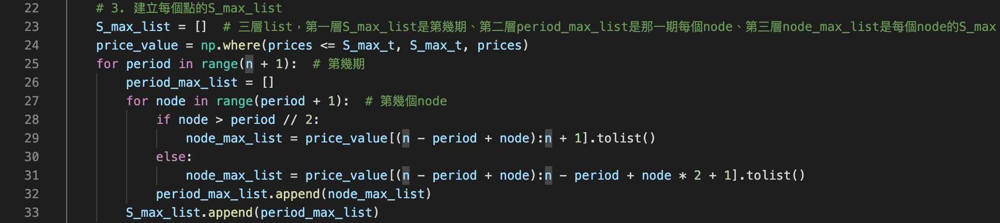 22 # 3. 建立每個點的S_max_list
23 S_max_list = [] # 三層list，第一層S_max_list是第幾期、第二層period_max_list是那一期每個node、第三層node_max_list是每個node的S_max
24 price_value = np.where(prices <= S_max_t, S_max_t, prices)
25 for period in range(n + 1): # 第幾期
26 period_max_list = []
27 for node in range(period + 1): # 第幾個node
28 if node > period // 2:
29 node_max_list = price_value[(n - period + node):n + 1].tolist()
30 else:
31 node_max_list = price_value[(n - period + node):n - period + node * 2 + 1].tolist()
32 period_max_list.append(node_max_list)
33 S_max_list.append(period_max_list)